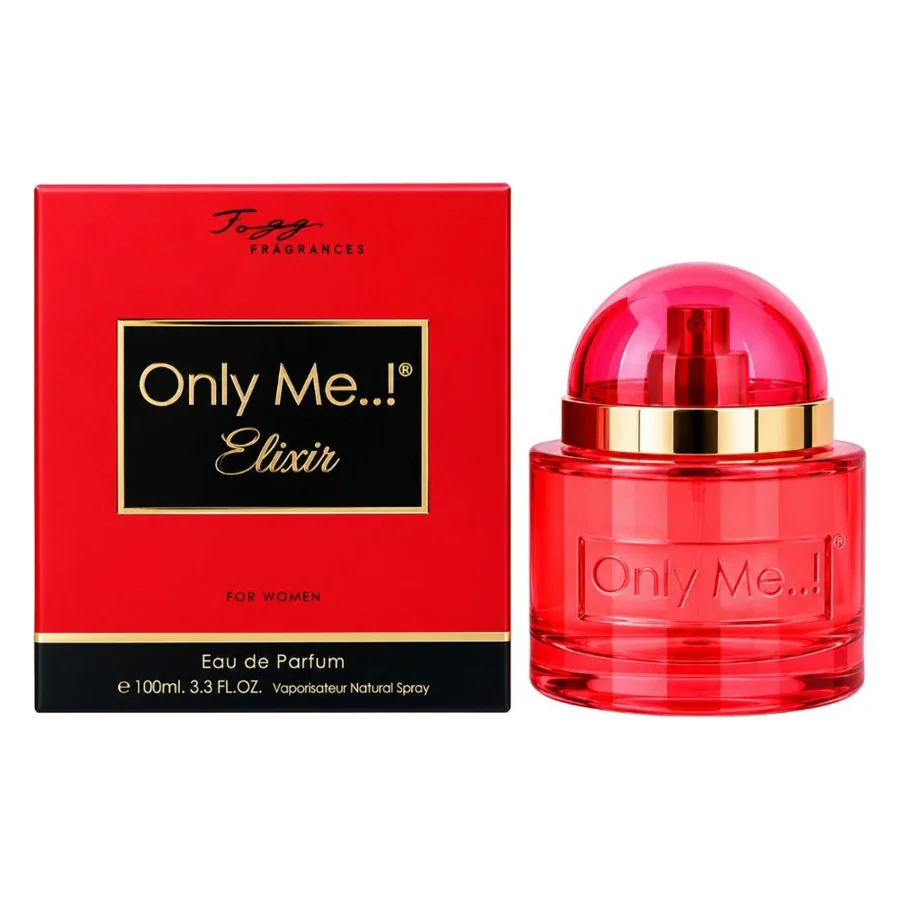 Fogg
FRAGRANCES
Only Me..!®
Elixir
FOR WOMEN
Eau de Parfum
e 100ml. 3.3 FL.OZ. Vaporisateur Natural Spray
Only Me..!®